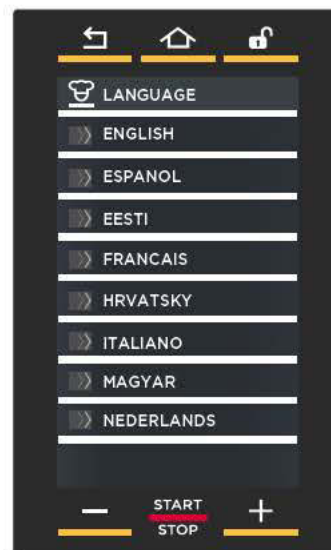 LANGUAGE
ENGLISH
ESPANOL
EESTI
FRANCAIS
HRVATSKY
ITALIANO
MAGYAR
NEDERLANDS
START
STOP